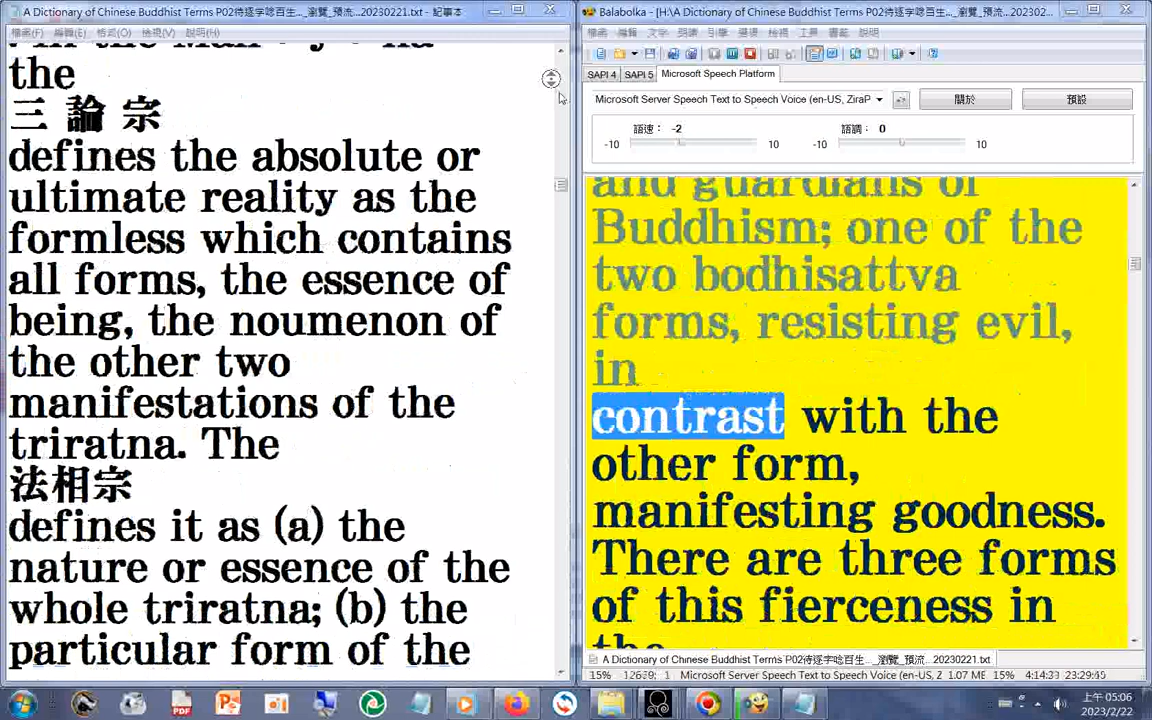 A Dictionary of Chinese Buddhist Terms P02待逐字唸百生..._瀏覽_預流...20230221.txt - 記事本
檔案(F) 編輯(E) 格式(O) 檢視(V) 說明(H)
the
三 論 宗
defines the absolute or
ultimate reality as the
formless which contains
all forms, the essence of
being, the noumenon of
the other two
manifestations of the
triratna. The
法相宗
defines it as (a) the
nature or essence of the
whole triratna; (b) the
particular form of the
Balabolka - [H:\A Dictionary of Chinese Buddhist Terms P02待逐字唸百生..._瀏覽_預流...202302...
檔案 編輯 文字 朗讀 引擎 選項 檢視 工具 書籤 說明
SAPI 4 SAPI 5 Microsoft Speech Platform
Microsoft Server Speech Text to Speech Voice (en-US, ZiraP
關於
預設
語速： -2 語調： 0
-10 10 -10 10
and guardians of
Buddhism; one of the
two bodhisattva
forms, resisting evil,
in
contrast with the
other form,
manifesting goodness.
There are three forms
of this fierceness in
the
A Dictionary of Chinese Buddhist Terms P02待逐字唸百生..._瀏覽_預流...20230221.txt
15% 12639: 1 Microsoft Server Speech Text to Speech Voice (en-US, Z 1.07 MB 15% 4:14:33
上午 05:06
2023/2/22